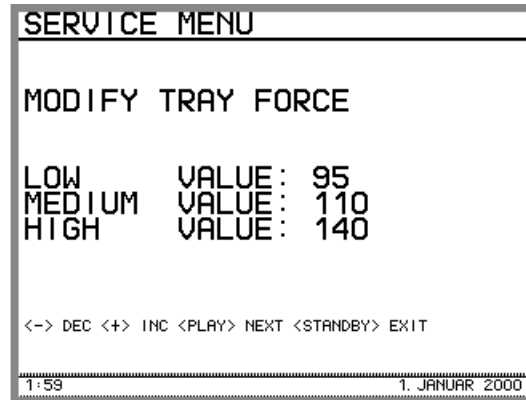 SERVICE MENU
MODIFY TRAY FORCE
LOW VALUE: 95
MEDIUM VALUE: 110
HIGH VALUE: 140
<-> DEC <+> INC <PLAY> NEXT <STANDBY> EXIT
1:59 1. JANUAR 2000